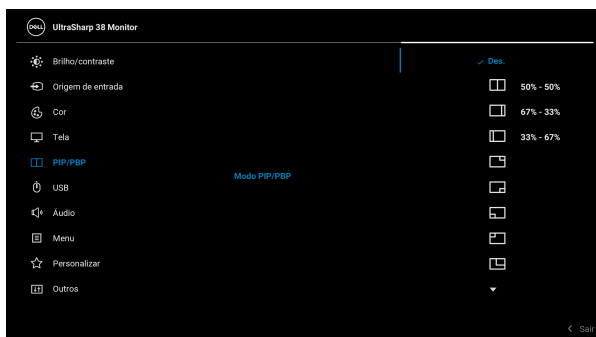 DELL UltraSharp 38 Monitor
Brilho/contraste
Origem de entrada
Cor
Tela
PIP/PBP
USB
Áudio
Menu
Personalizar
Outros
Modo PIP/PBP
Des.
50% - 50%
67% - 33%
33% - 67%
Sair